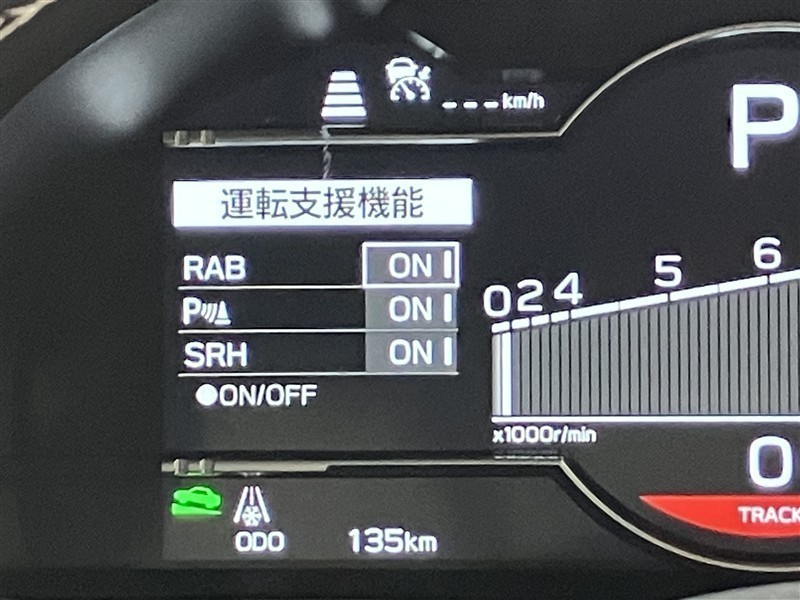 ---km/h
P
運転支援機能
RAB ON
P ON
SRH ON
●ON/OFF
0 2 4 5 6
x1000r/min
0
TRACK
ODO 135km